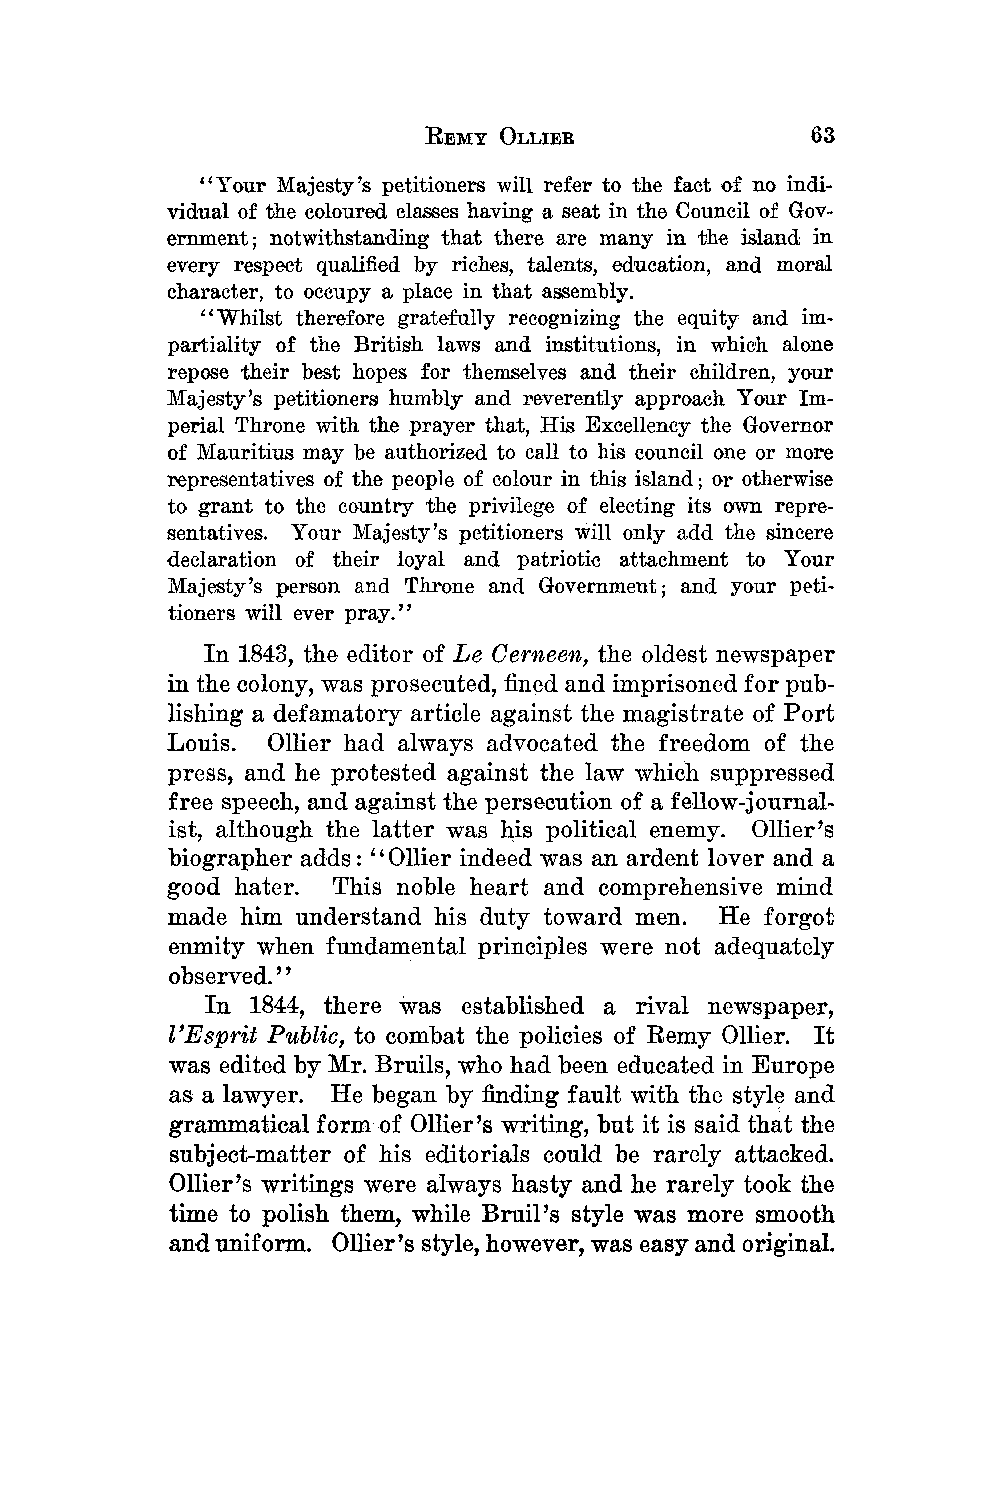 REMY OLLIER 63
“Your Majesty’s petitioners will refer to the fact of no indi-
vidual of the coloured classes having a seat in the Council of Gov-
ernment; notwithstanding that there are many in the island in
every respect qualified by riches, talents, education, and moral
character, to occupy a place in that assembly.
“Whilst therefore gratefully recognizing the equity and im-
partiality of the British laws and institutions, in which alone
repose their best hopes for themselves and their children, your
Majesty’s petitioners humbly and reverently approach Your Im-
perial Throne with the prayer that, His Excellency the Governor
of Mauritius may be authorized to call to his council one or more
representatives of the people of colour in this island; or otherwise
to grant to the country the privilege of electing its own repre-
sentatives. Your Majesty’s petitioners will only add the sincere
declaration of their loyal and patriotic attachment to Your
Majesty’s person and Throne and Government; and your peti-
tioners will ever pray.”
In 1843, the editor of Le Cerneen, the oldest newspaper
in the colony, was prosecuted, fined and imprisoned for pub-
lishing a defamatory article against the magistrate of Port
Louis. Ollier had always advocated the freedom of the
press, and he protested against the law which suppressed
free speech, and against the persecution of a fellow-journal-
ist, although the latter was his political enemy. Ollier’s
biographer adds: “Ollier indeed was an ardent lover and a
good hater. This noble heart and comprehensive mind
made him understand his duty toward men. He forgot
enmity when fundamental principles were not adequately
observed.”
In 1844, there was established a rival newspaper,
l’Esprit Public, to combat the policies of Remy Ollier. It
was edited by Mr. Bruils, who had been educated in Europe
as a lawyer. He began by finding fault with the style and
grammatical form of Ollier’s writing, but it is said that the
subject-matter of his editorials could be rarely attacked.
Ollier’s writings were always hasty and he rarely took the
time to polish them, while Bruil’s style was more smooth
and uniform. Ollier’s style, however, was easy and original.